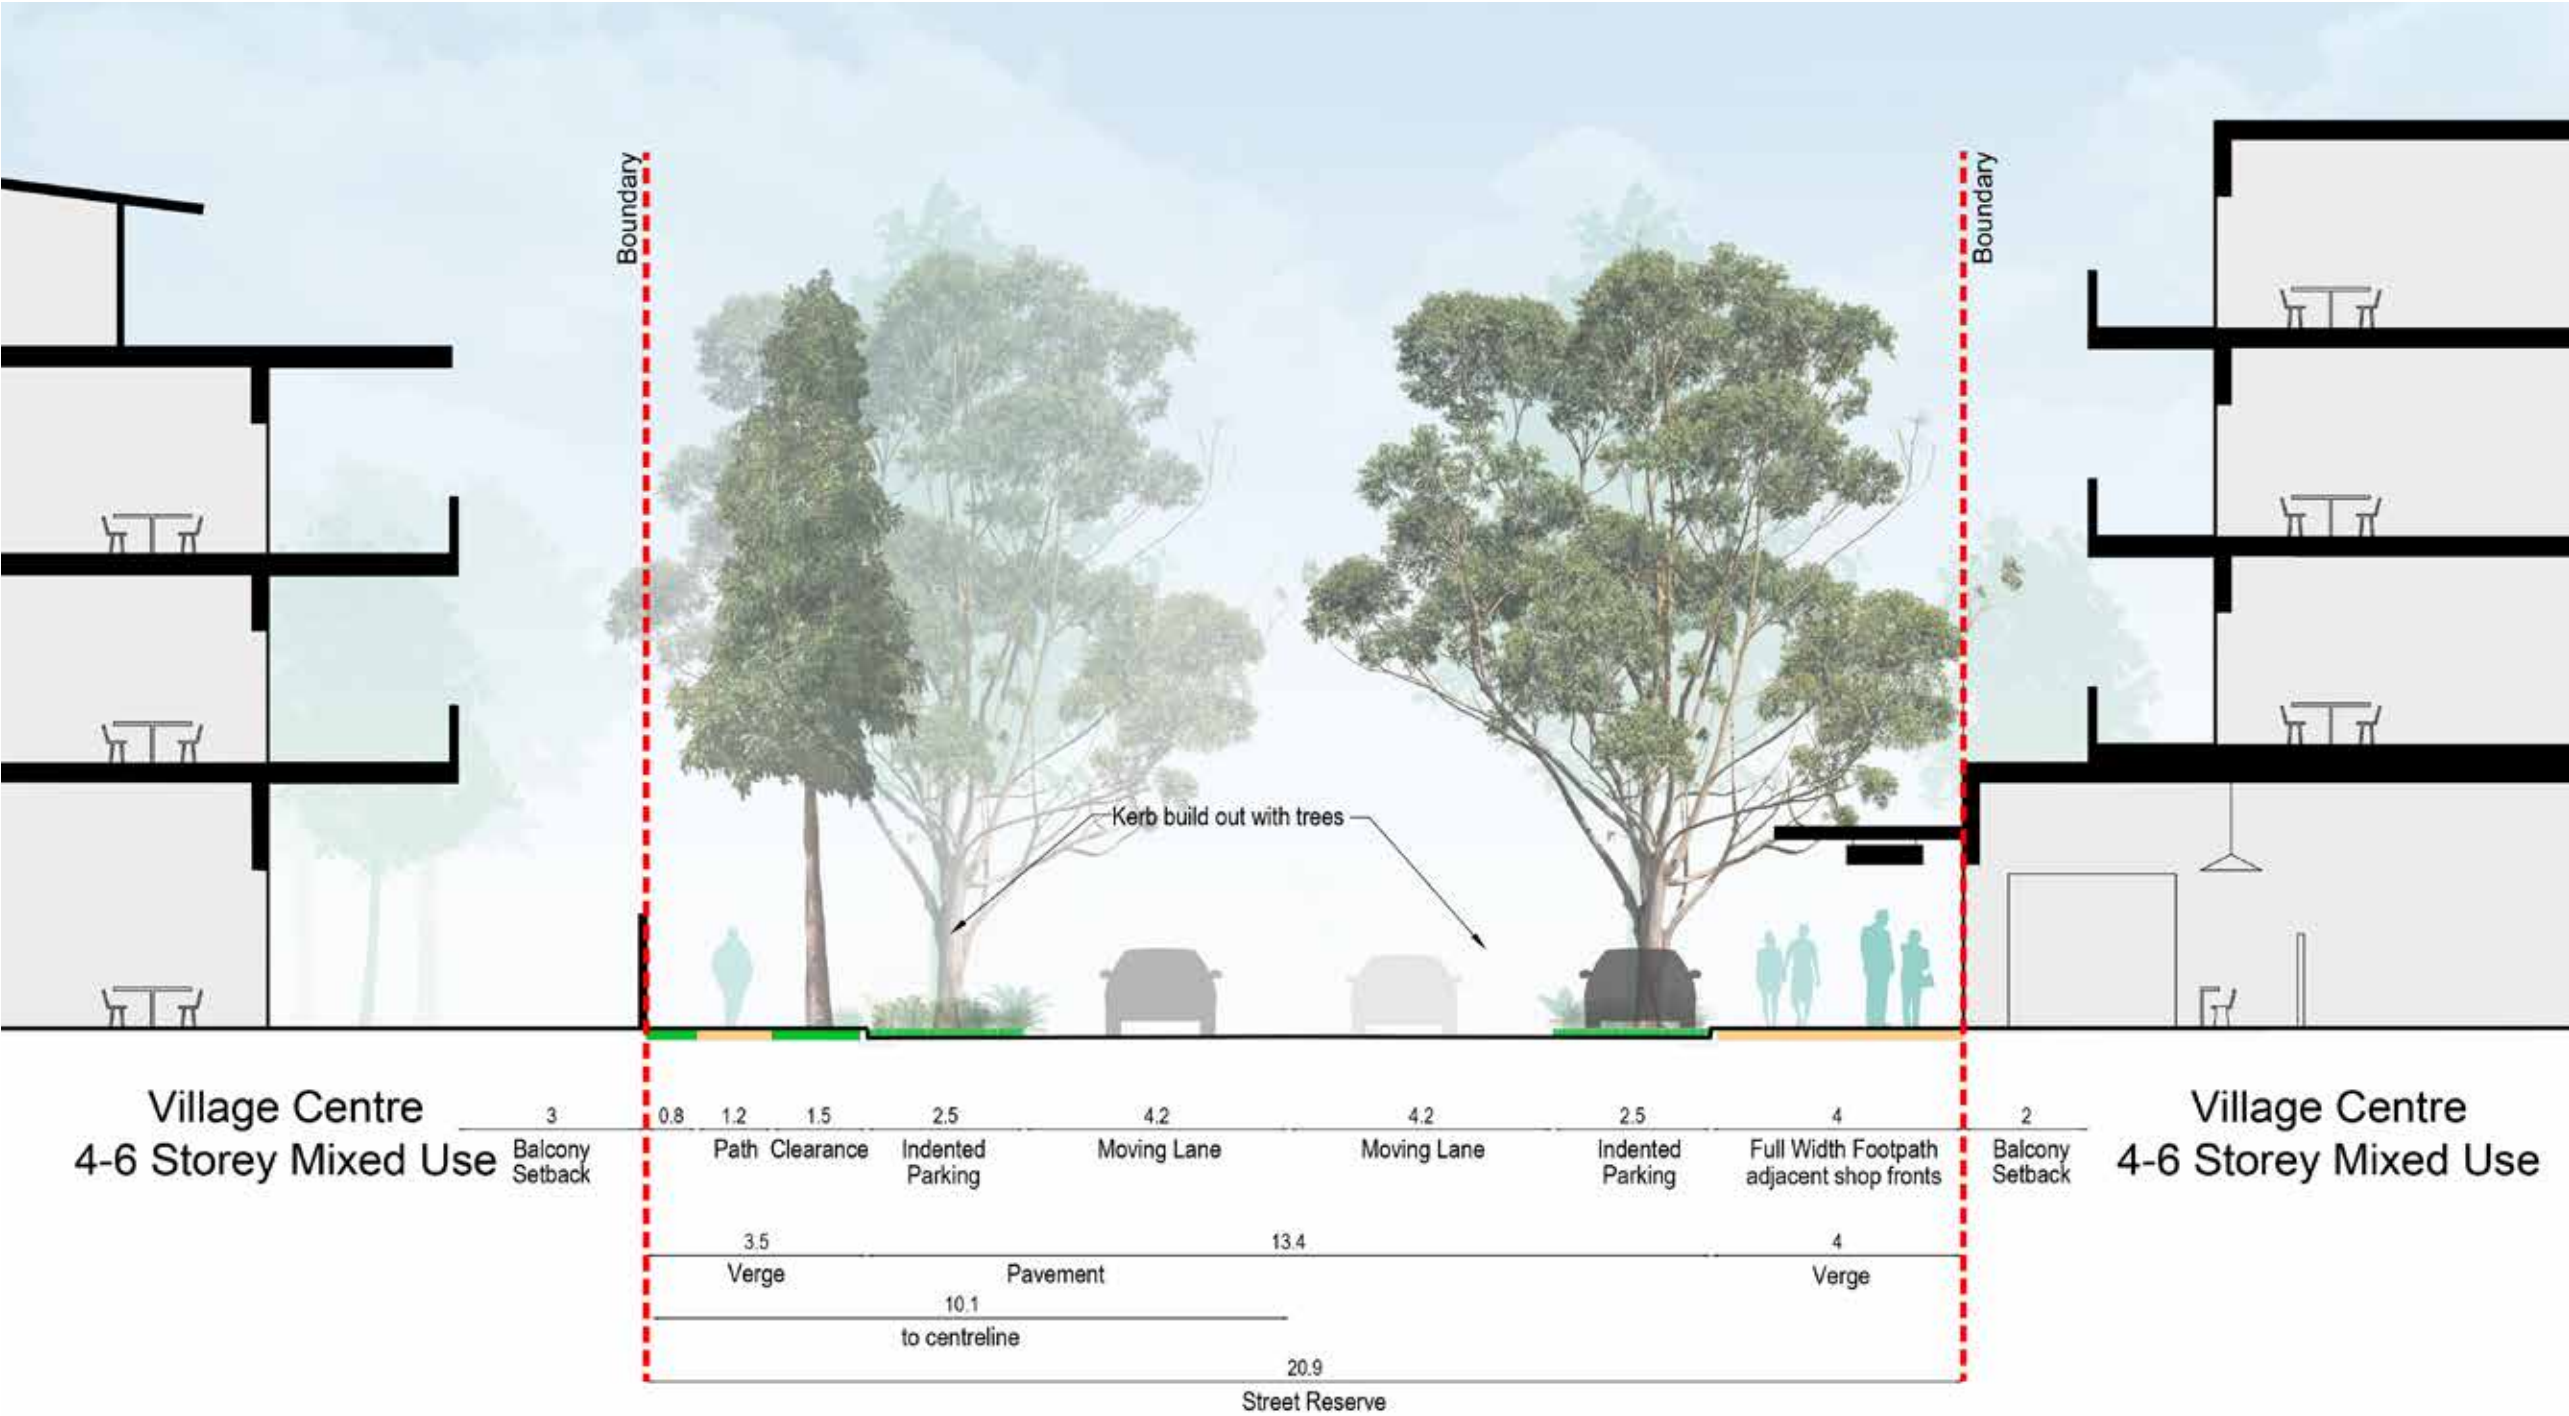 Boundary
Boundary
Kerb build out with trees
Village Centre
4-6 Storey Mixed Use
3
Balcony
Setback
0.8
1.2
Path
1.5
Clearance
2.5
Indented
Parking
4.2
Moving Lane
4.2
Moving Lane
2.5
Indented
Parking
4
Full Width Footpath
adjacent shop fronts
2
Balcony
Setback
Village Centre
4-6 Storey Mixed Use
3.5
Verge
13.4
Pavement
4
Verge
10.1
to centreline
20.9
Street Reserve